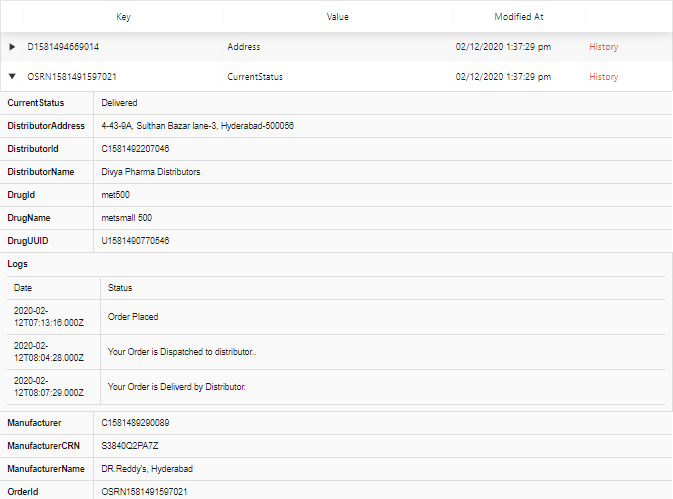 Key Value Modified At
D1581494669014 Address 02/12/2020 1:37:29 pm History
OSRN1581491597021 CurrentStatus 02/12/2020 1:37:29 pm History
CurrentStatus Delivered
DistributorAddress 4-43-9A, Sulthan Bazar lane-3, Hyderabad-500056
DistributorId C1581492207046
DistributorName Divya Pharma Distributors
DrugId met500
DrugName metsmall 500
DrugUUID U1581490770546
Logs
Date Status
2020-02-
12T07:13:16.000Z Order Placed
2020-02-
12T08:04:28.000Z Your Order is Dispatched to distributor..
2020-02-
12T08:07:29.000Z Your Order is Deliverd by Distributor.
Manufacturer C1581489290089
ManufacturerCRN S3840Q2PA7Z
ManufacturerName DR.Reddy's, Hyderabad
OrderId OSRN1581491597021